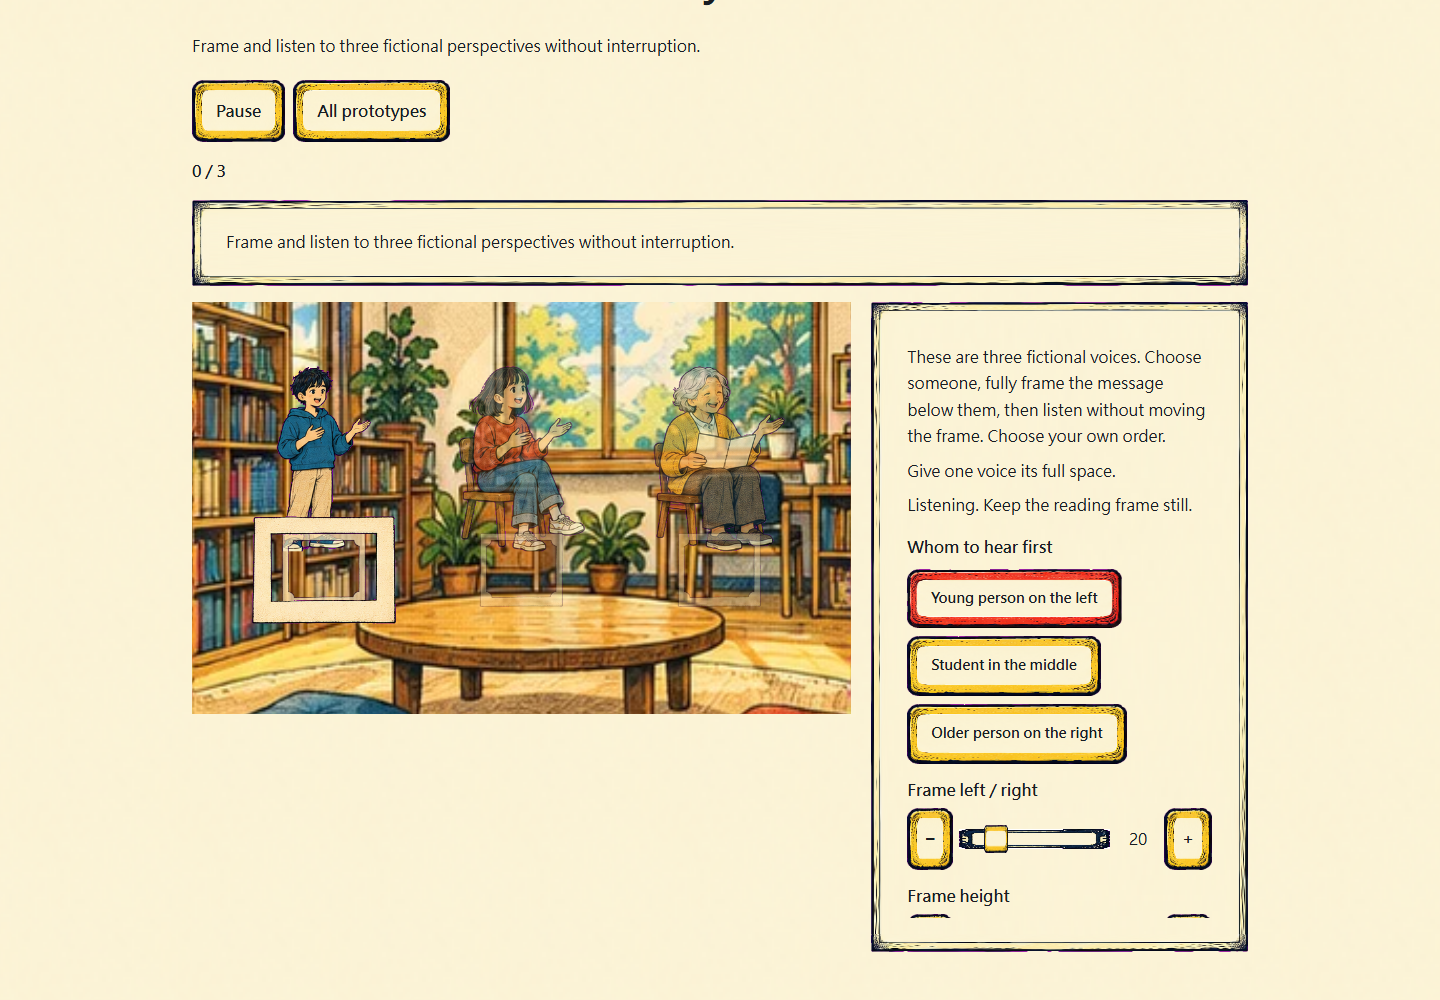 Frame and listen to three fictional perspectives without interruption.
Pause
All prototypes
0 / 3
Frame and listen to three fictional perspectives without interruption.
These are three fictional voices. Choose
someone, fully frame the message
below them, then listen without moving
the frame. Choose your own order.
Give one voice its full space.
Listening. Keep the reading frame still.
Whom to hear first
Young person on the left
Student in the middle
Older person on the right
Frame left / right
−
20
+
Frame height